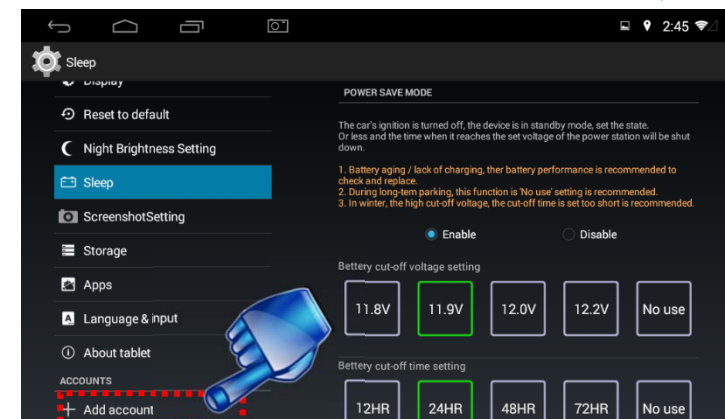 2:45
Sleep
Display
Reset to default
Night Brightness Setting
Sleep
ScreenshotSetting
Storage
Apps
A Language & input
About tablet
ACCOUNTS
Add account
POWER SAVE MODE
The car's ignition is turned off, the device is in standby mode, set the state.
Or less and the time when it reaches the set voltage of the power station will be shut
down.
1. Battery aging / lack of charging, ther battery performance is recommended to
check and replace.
2. During long-tem parking, this function is 'No use' setting is recommended.
3. In winter, the high cut-off voltage, the cut-off time is set too short is recommended.
Enable Disable
Bettery cut-off voltage setting
11.8V 11.9V 12.0V 12.2V No use
Bettery cut-off time setting
12HR 24HR 48HR 72HR No use